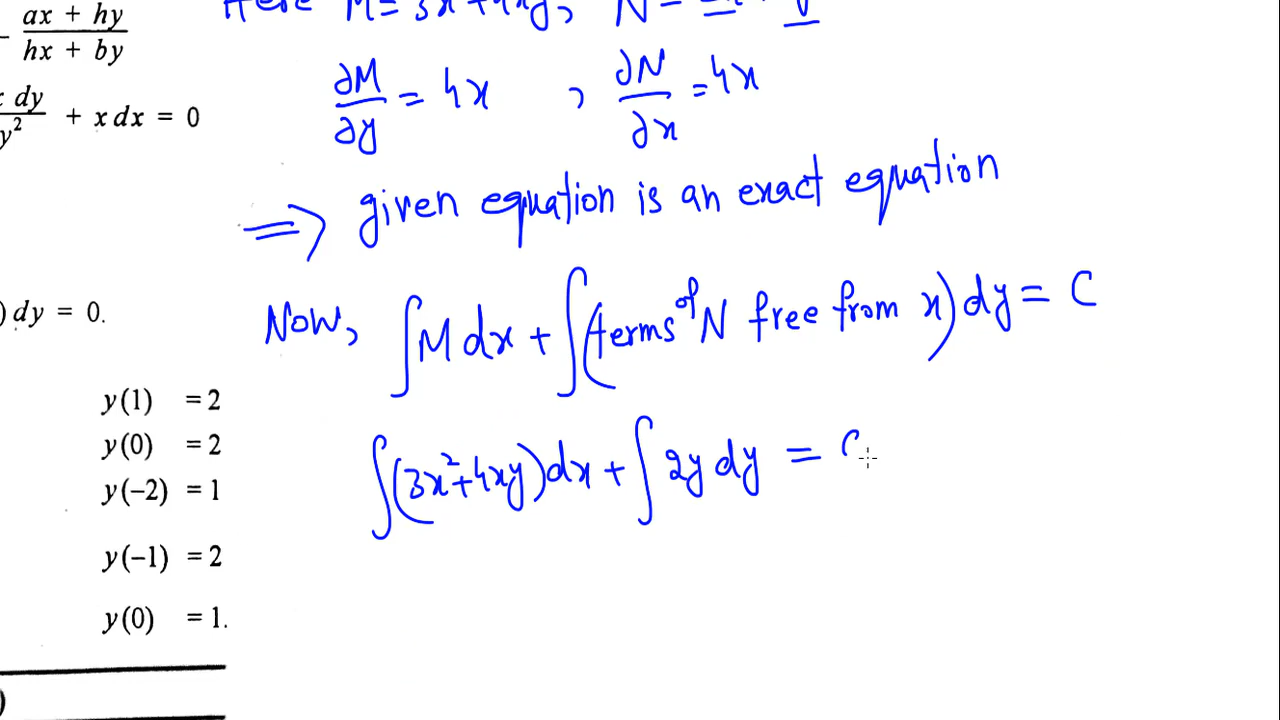 ax + hy
hx + by
dy
y²
+ x dx = 0
) dy = 0.
y(1) = 2
y(0) = 2
y(−2) = 1
y(−1) = 2
y(0) = 1.
∂M/∂y = 4x , ∂N/∂x = 4x
⟹ given equation is an exact equation
Now, ∫M dx + ∫(terms of N free from x) dy = C
∫(3x²+4xy)dx + ∫ 2y dy = C